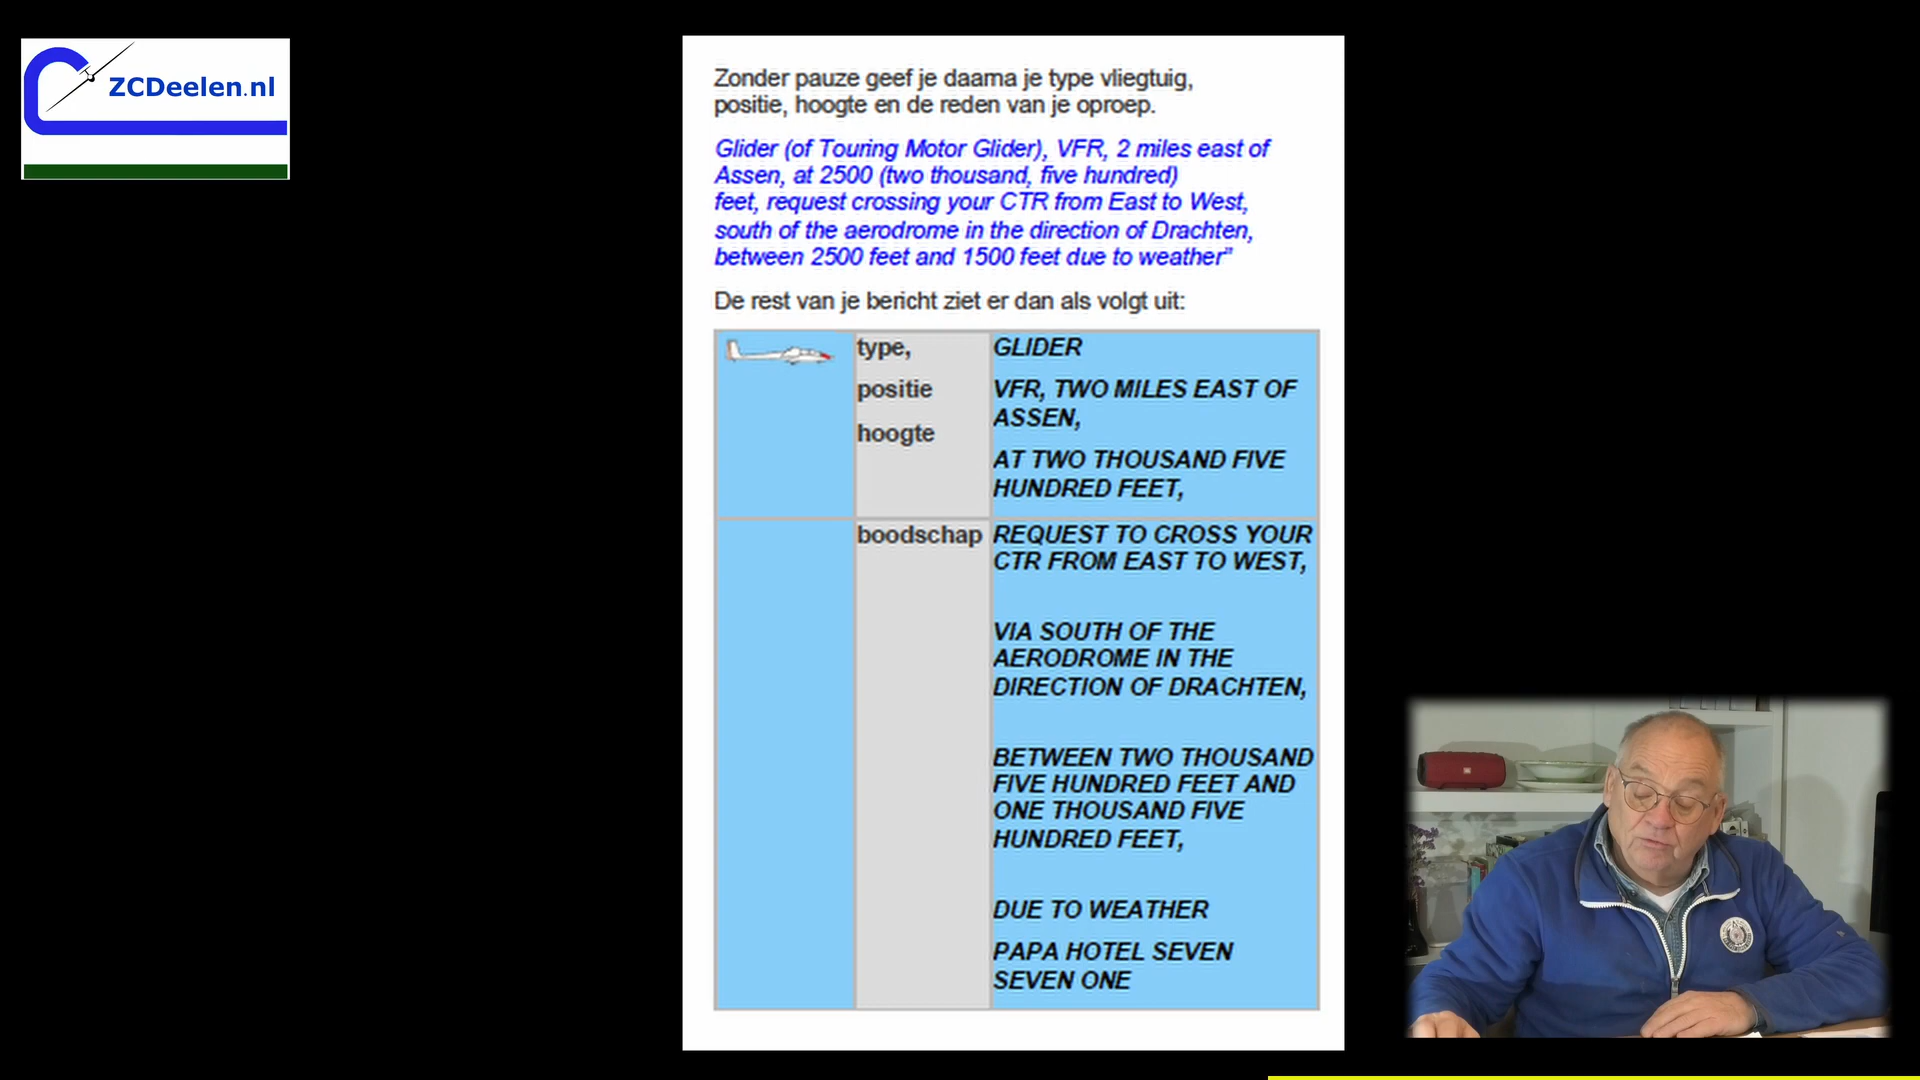 ZCDeelen.nl
Zonder pauze geef je daarna je type vliegtuig,
positie, hoogte en de reden van je oproep.
Glider (of Touring Motor Glider), VFR, 2 miles east of
Assen, at 2500 (two thousand, five hundred)
feet, request crossing your CTR from East to West,
south of the aerodrome in the direction of Drachten,
between 2500 feet and 1500 feet due to weather"
De rest van je bericht ziet er dan als volgt uit:
type,
positie
hoogte
GLIDER
VFR, TWO MILES EAST OF
ASSEN,
AT TWO THOUSAND FIVE
HUNDRED FEET,
boodschap
REQUEST TO CROSS YOUR
CTR FROM EAST TO WEST,
VIA SOUTH OF THE
AERODROME IN THE
DIRECTION OF DRACHTEN,
BETWEEN TWO THOUSAND
FIVE HUNDRED FEET AND
ONE THOUSAND FIVE
HUNDRED FEET,
DUE TO WEATHER
PAPA HOTEL SEVEN
SEVEN ONE
JBL